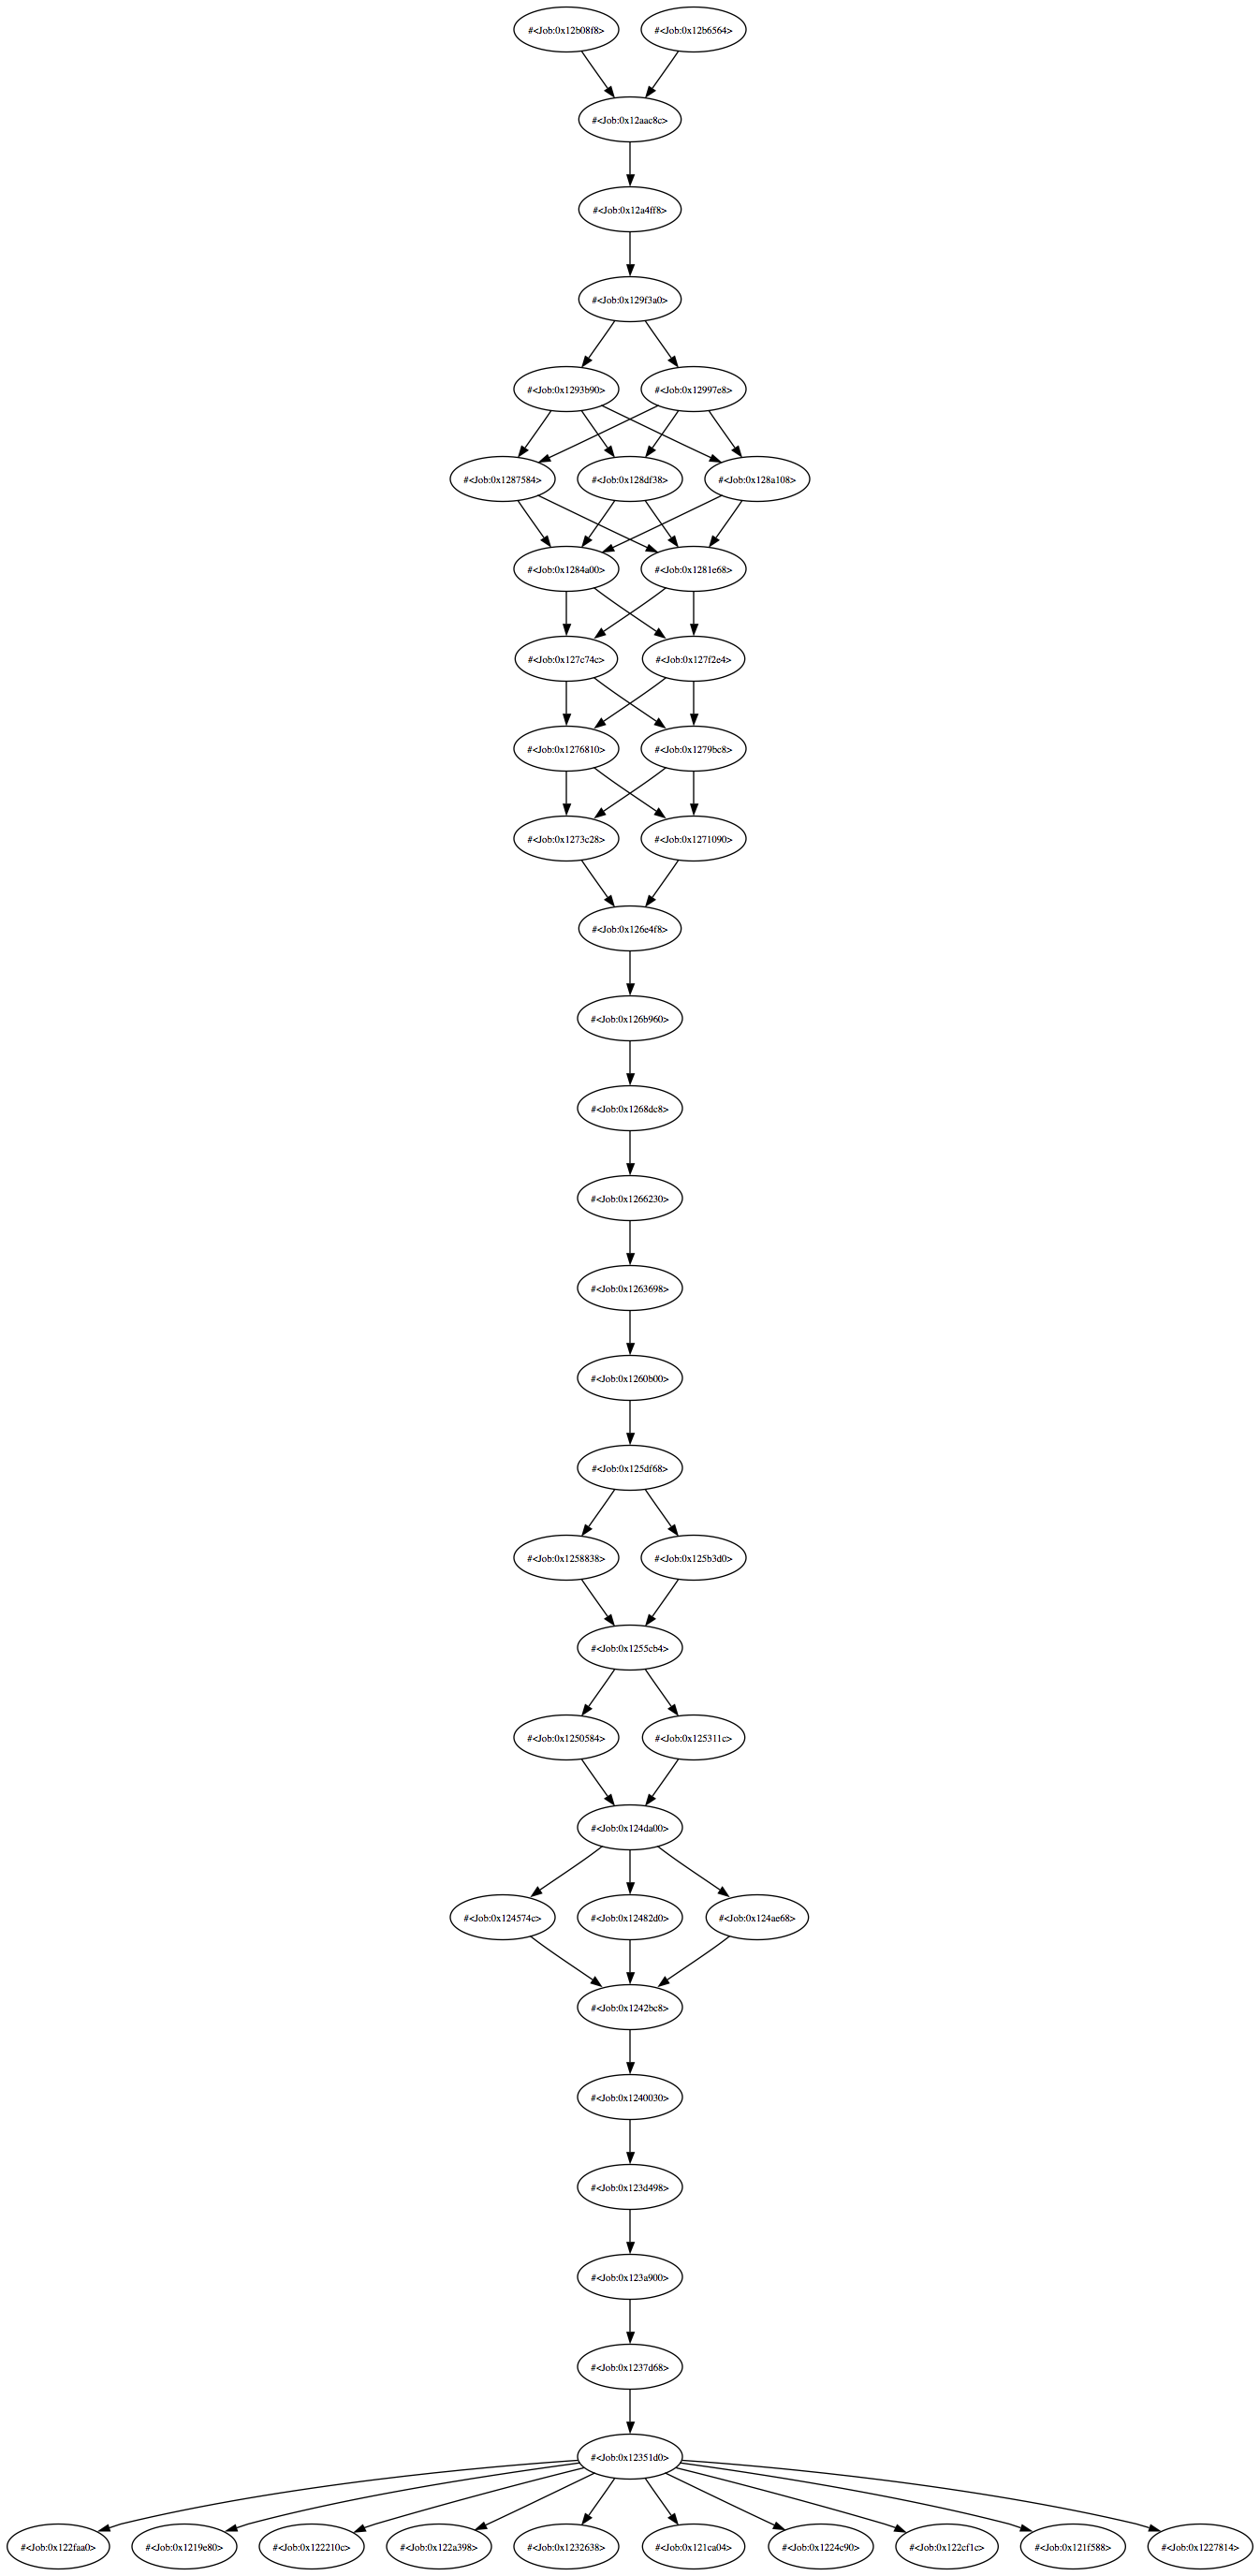 #<Job:0x12b08f8> #<Job:0x12b6564>
#<Job:0x12aac8c>
#<Job:0x12a4ff8>
#<Job:0x129f3a0>
#<Job:0x1293b90> #<Job:0x12997e8>
#<Job:0x1287584> #<Job:0x128df38> #<Job:0x128a108>
#<Job:0x1284a00> #<Job:0x1281e68>
#<Job:0x127c74c> #<Job:0x127f2e4>
#<Job:0x1276810> #<Job:0x1279bc8>
#<Job:0x1273c28> #<Job:0x1271090>
#<Job:0x126e4f8>
#<Job:0x126b960>
#<Job:0x1268dc8>
#<Job:0x1266230>
#<Job:0x1263698>
#<Job:0x1260b00>
#<Job:0x125df68>
#<Job:0x1258838> #<Job:0x125b3d0>
#<Job:0x1255cb4>
#<Job:0x1250584> #<Job:0x125311c>
#<Job:0x124da00>
#<Job:0x124574c> #<Job:0x12482d0> #<Job:0x124ae68>
#<Job:0x1242bc8>
#<Job:0x1240030>
#<Job:0x123d498>
#<Job:0x123a900>
#<Job:0x1237d68>
#<Job:0x12351d0>
#<Job:0x122faa0> #<Job:0x1219e80> #<Job:0x122210c> #<Job:0x122a398> #<Job:0x1232638> #<Job:0x121ca04> #<Job:0x1224c90> #<Job:0x122cf1c> #<Job:0x121f588> #<Job:0x1227814>